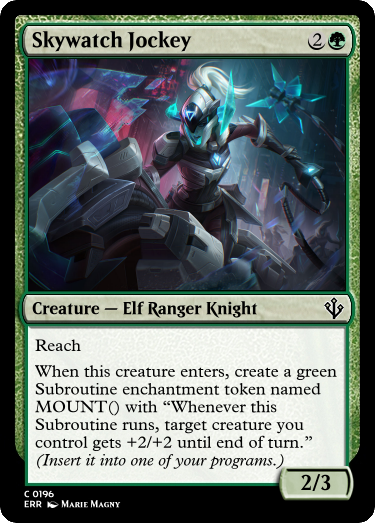 Skywatch Jockey 2
Creature — Elf Ranger Knight
Reach
When this creature enters, create a green
Subroutine enchantment token named
MOUNT() with “Whenever this
Subroutine runs, target creature you
control gets +2/+2 until end of turn.”
(Insert it into one of your programs.)
2/3
C 0196
ERR Marie Magny